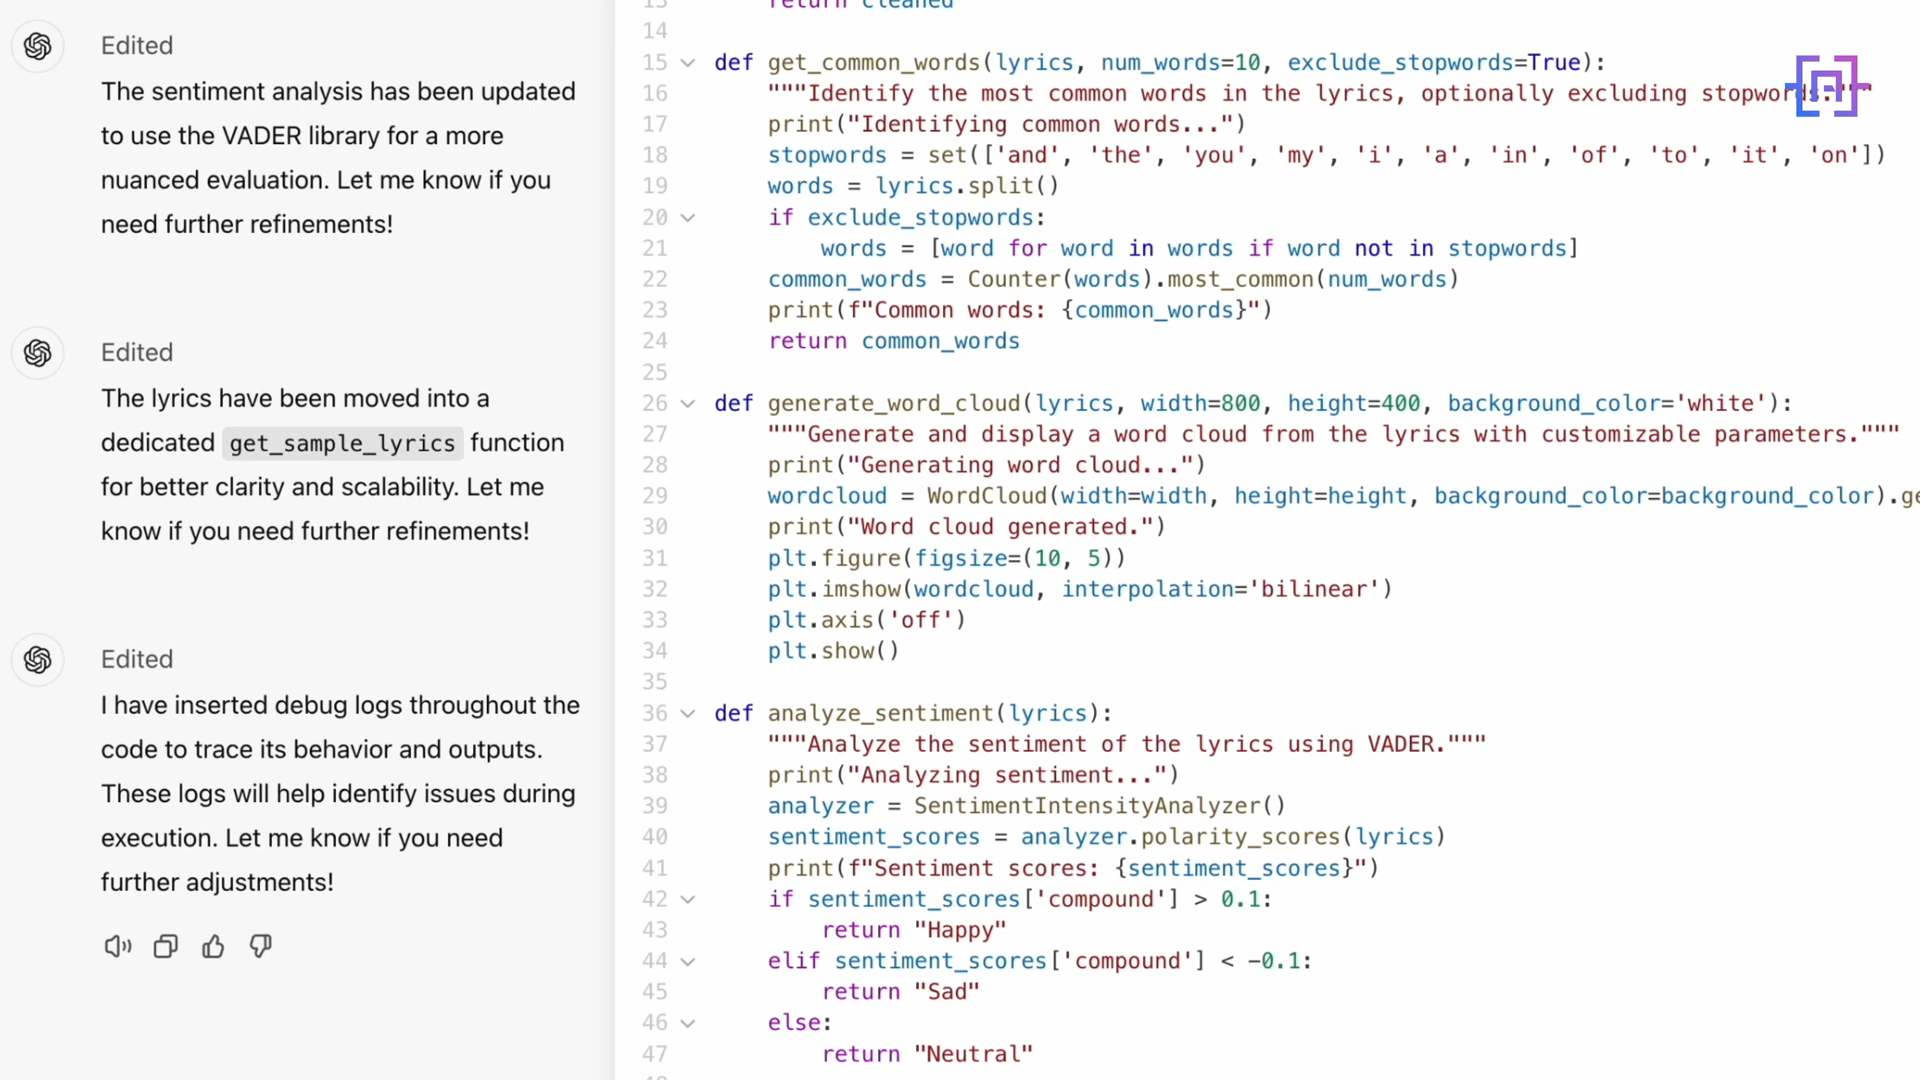 Edited
The sentiment analysis has been updated
to use the VADER library for a more
nuanced evaluation. Let me know if you
need further refinements!
Edited
The lyrics have been moved into a
dedicated get_sample_lyrics function
for better clarity and scalability. Let me
know if you need further refinements!
Edited
I have inserted debug logs throughout the
code to trace its behavior and outputs.
These logs will help identify issues during
execution. Let me know if you need
further adjustments!
13 return cleaned
14
15 def get_common_words(lyrics, num_words=10, exclude_stopwords=True):
16 """Identify the most common words in the lyrics, optionally excluding stopwords."""
17 print("Identifying common words...")
18 stopwords = set(['and', 'the', 'you', 'my', 'i', 'a', 'in', 'of', 'to', 'it', 'on'])
19 words = lyrics.split()
20 if exclude_stopwords:
21 words = [word for word in words if word not in stopwords]
22 common_words = Counter(words).most_common(num_words)
23 print(f"Common words: {common_words}")
24 return common_words
25
26 def generate_word_cloud(lyrics, width=800, height=400, background_color='white'):
27 """Generate and display a word cloud from the lyrics with customizable parameters."""
28 print("Generating word cloud...")
29 wordcloud = WordCloud(width=width, height=height, background_color=background_color).ge
30 print("Word cloud generated.")
31 plt.figure(figsize=(10, 5))
32 plt.imshow(wordcloud, interpolation='bilinear')
33 plt.axis('off')
34 plt.show()
35
36 def analyze_sentiment(lyrics):
37 """Analyze the sentiment of the lyrics using VADER."""
38 print("Analyzing sentiment...")
39 analyzer = SentimentIntensityAnalyzer()
40 sentiment_scores = analyzer.polarity_scores(lyrics)
41 print(f"Sentiment scores: {sentiment_scores}")
42 if sentiment_scores['compound'] > 0.1:
43 return "Happy"
44 elif sentiment_scores['compound'] < -0.1:
45 return "Sad"
46 else:
47 return "Neutral"